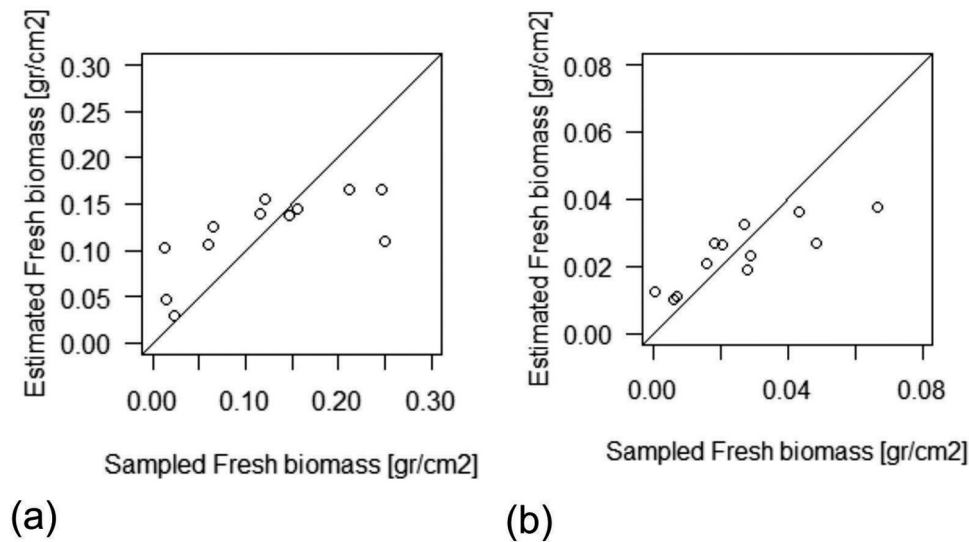 Estimated Fresh biomass [gr/cm2]
0.30
0.25
0.20
0.15
0.10
0.05
0.00
0.00 0.10 0.20 0.30
Sampled Fresh biomass [gr/cm2]
(a)
Estimated Fresh biomass [gr/cm2]
0.08
0.06
0.04
0.02
0.00
0.00 0.04 0.08
Sampled Fresh biomass [gr/cm2]
(b)